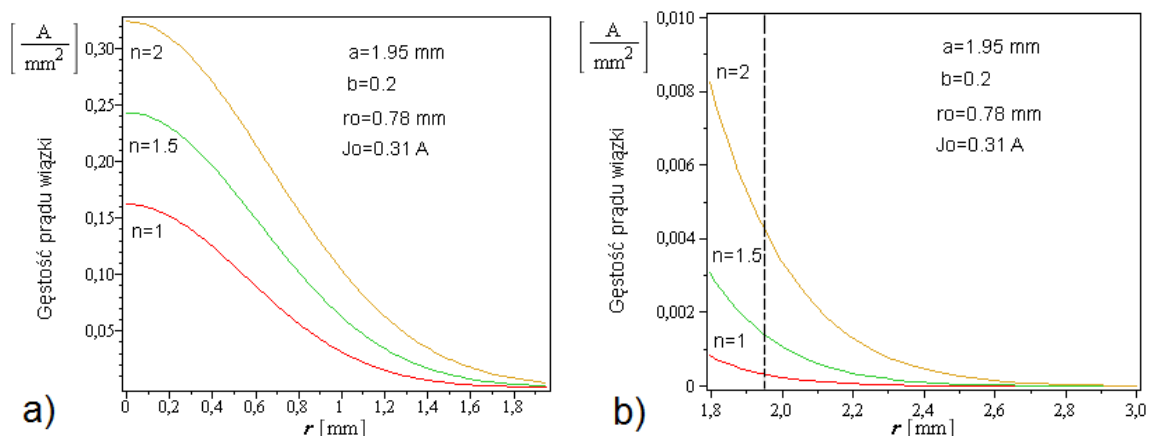 [A/mm²]
Gęstość prądu wiązki
0,30
0,25
0,20
0,15
0,10
0,05
n=2
n=1.5
n=1
a=1.95 mm
b=0.2
ro=0.78 mm
Jo=0.31 A
0 0,2 0,4 0,6 0,8 1 1,2 1,4 1,6 1,8
r [mm]
a)
[A/mm²]
Gęstość prądu wiązki
0,010
0,008
0,006
0,004
0,002
0
n=2
n=1.5
n=1
a=1.95 mm
b=0.2
ro=0.78 mm
Jo=0.31 A
1,8 2,0 2,2 2,4 2,6 2,8 3,0
r [mm]
b)